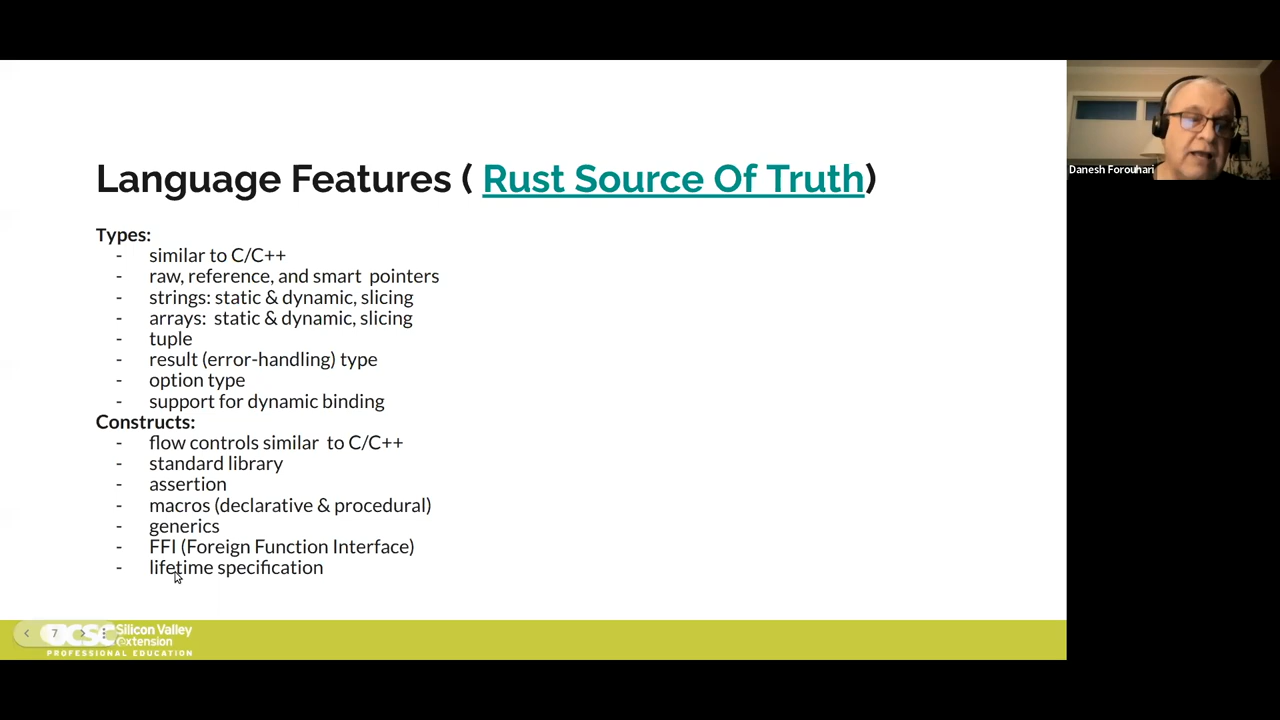 Language Features ( Rust Source Of Truth)
Types:
- similar to C/C++
- raw, reference, and smart pointers
- strings: static & dynamic, slicing
- arrays: static & dynamic, slicing
- tuple
- result (error-handling) type
- option type
- support for dynamic binding
Constructs:
- flow controls similar to C/C++
- standard library
- assertion
- macros (declarative & procedural)
- generics
- FFI (Foreign Function Interface)
- lifetime specification
7
UCSC Silicon Valley
extension
PROFESSIONAL EDUCATION
Danesh Forouhari